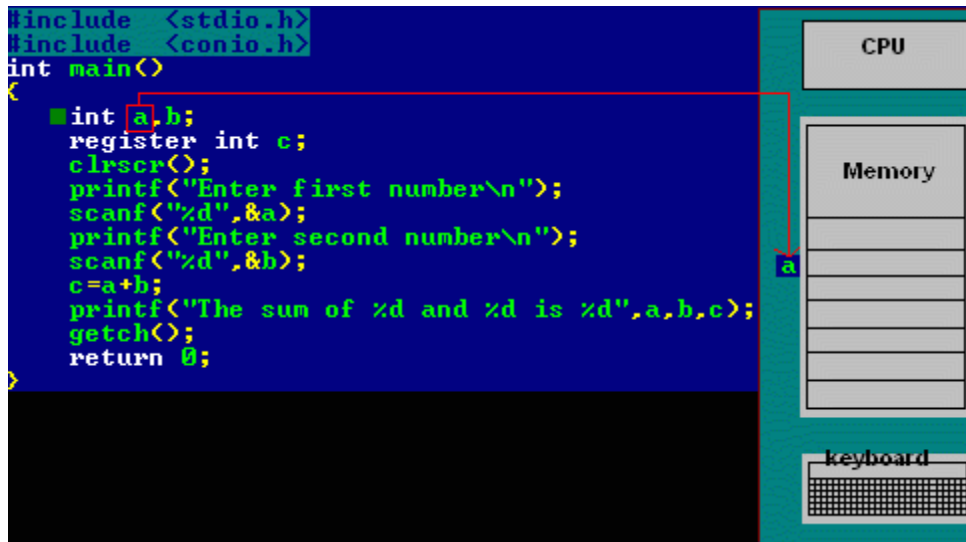 #include <stdio.h>
#include <conio.h>
int main()
{
int a,b;
register int c;
clrscr();
printf("Enter first number\n");
scanf("%d",&a);
printf("Enter second number\n");
scanf("%d",&b);
c=a+b;
printf("The sum of %d and %d is %d",a,b,c);
getch();
return 0;
}
CPU
Memory
a
keyboard